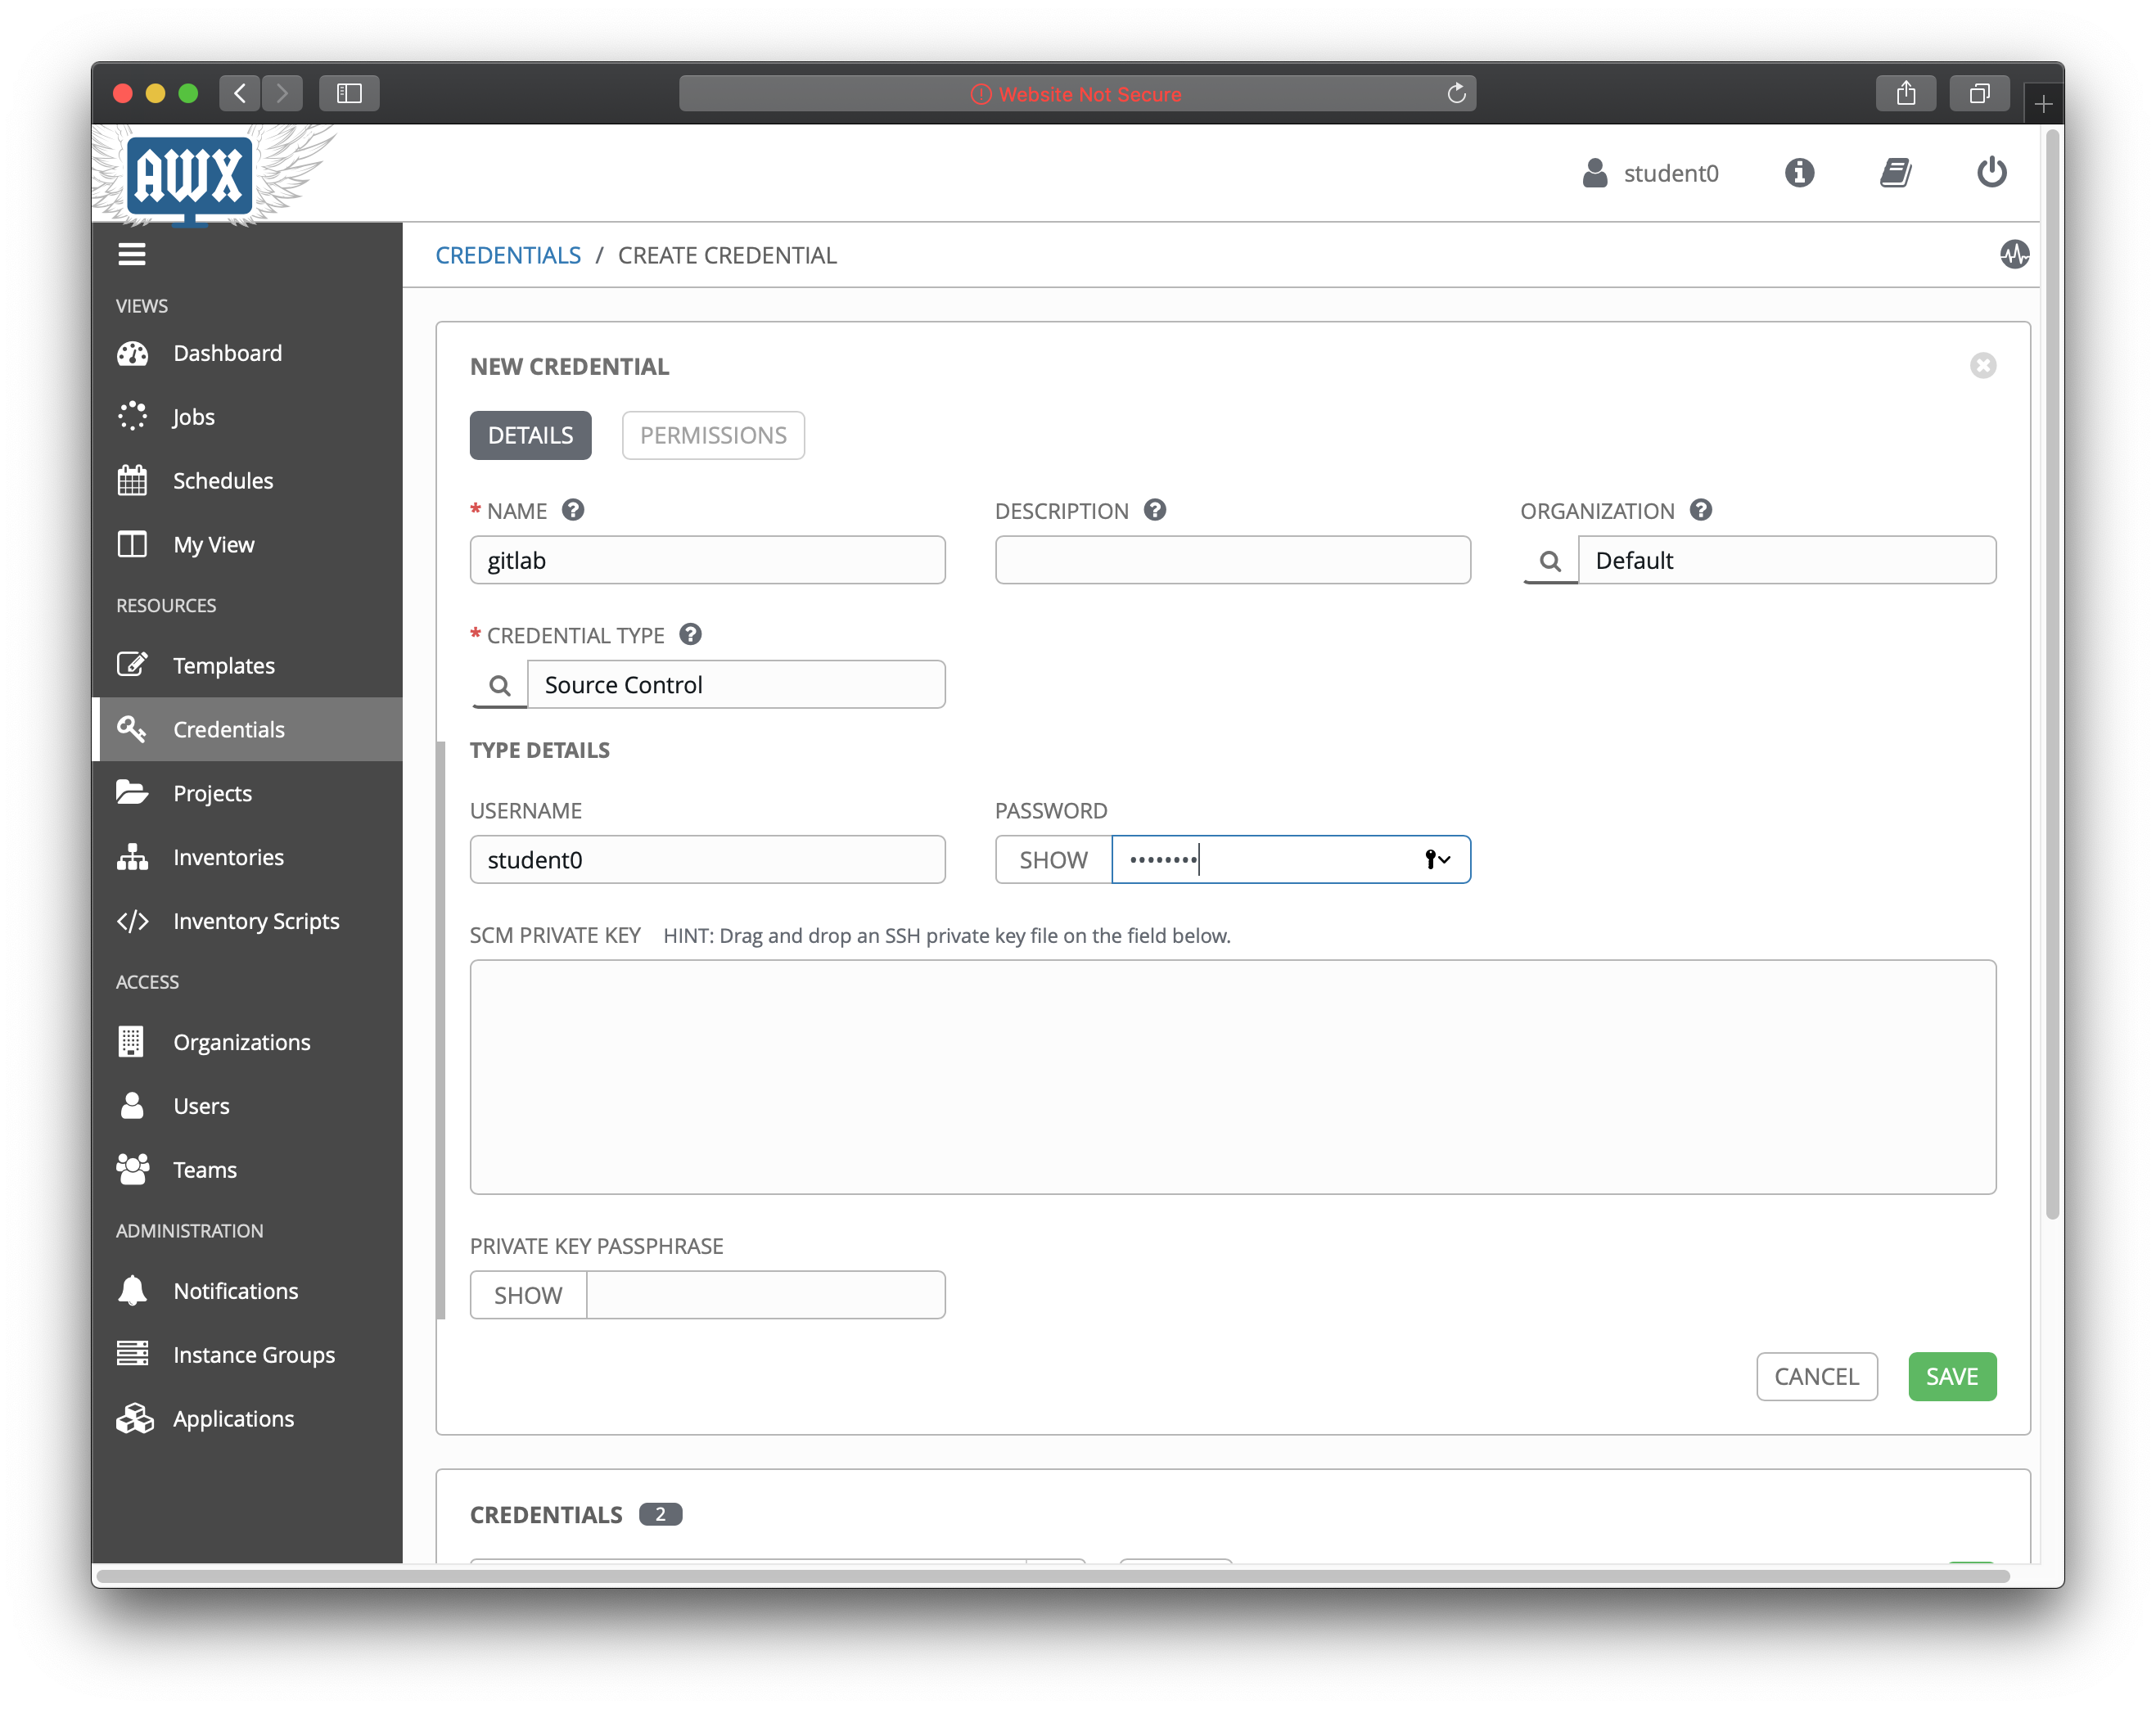 Website Not Secure
AWX
student0
CREDENTIALS / CREATE CREDENTIAL
VIEWS
Dashboard
Jobs
Schedules
My View
RESOURCES
Templates
Credentials
Projects
Inventories
Inventory Scripts
ACCESS
Organizations
Users
Teams
ADMINISTRATION
Notifications
Instance Groups
Applications
NEW CREDENTIAL
DETAILS PERMISSIONS
* NAME DESCRIPTION ORGANIZATION
gitlab Default
* CREDENTIAL TYPE
Source Control
TYPE DETAILS
USERNAME PASSWORD
student0 SHOW ••••••••
SCM PRIVATE KEY HINT: Drag and drop an SSH private key file on the field below.
PRIVATE KEY PASSPHRASE
SHOW
CANCEL SAVE
CREDENTIALS 2